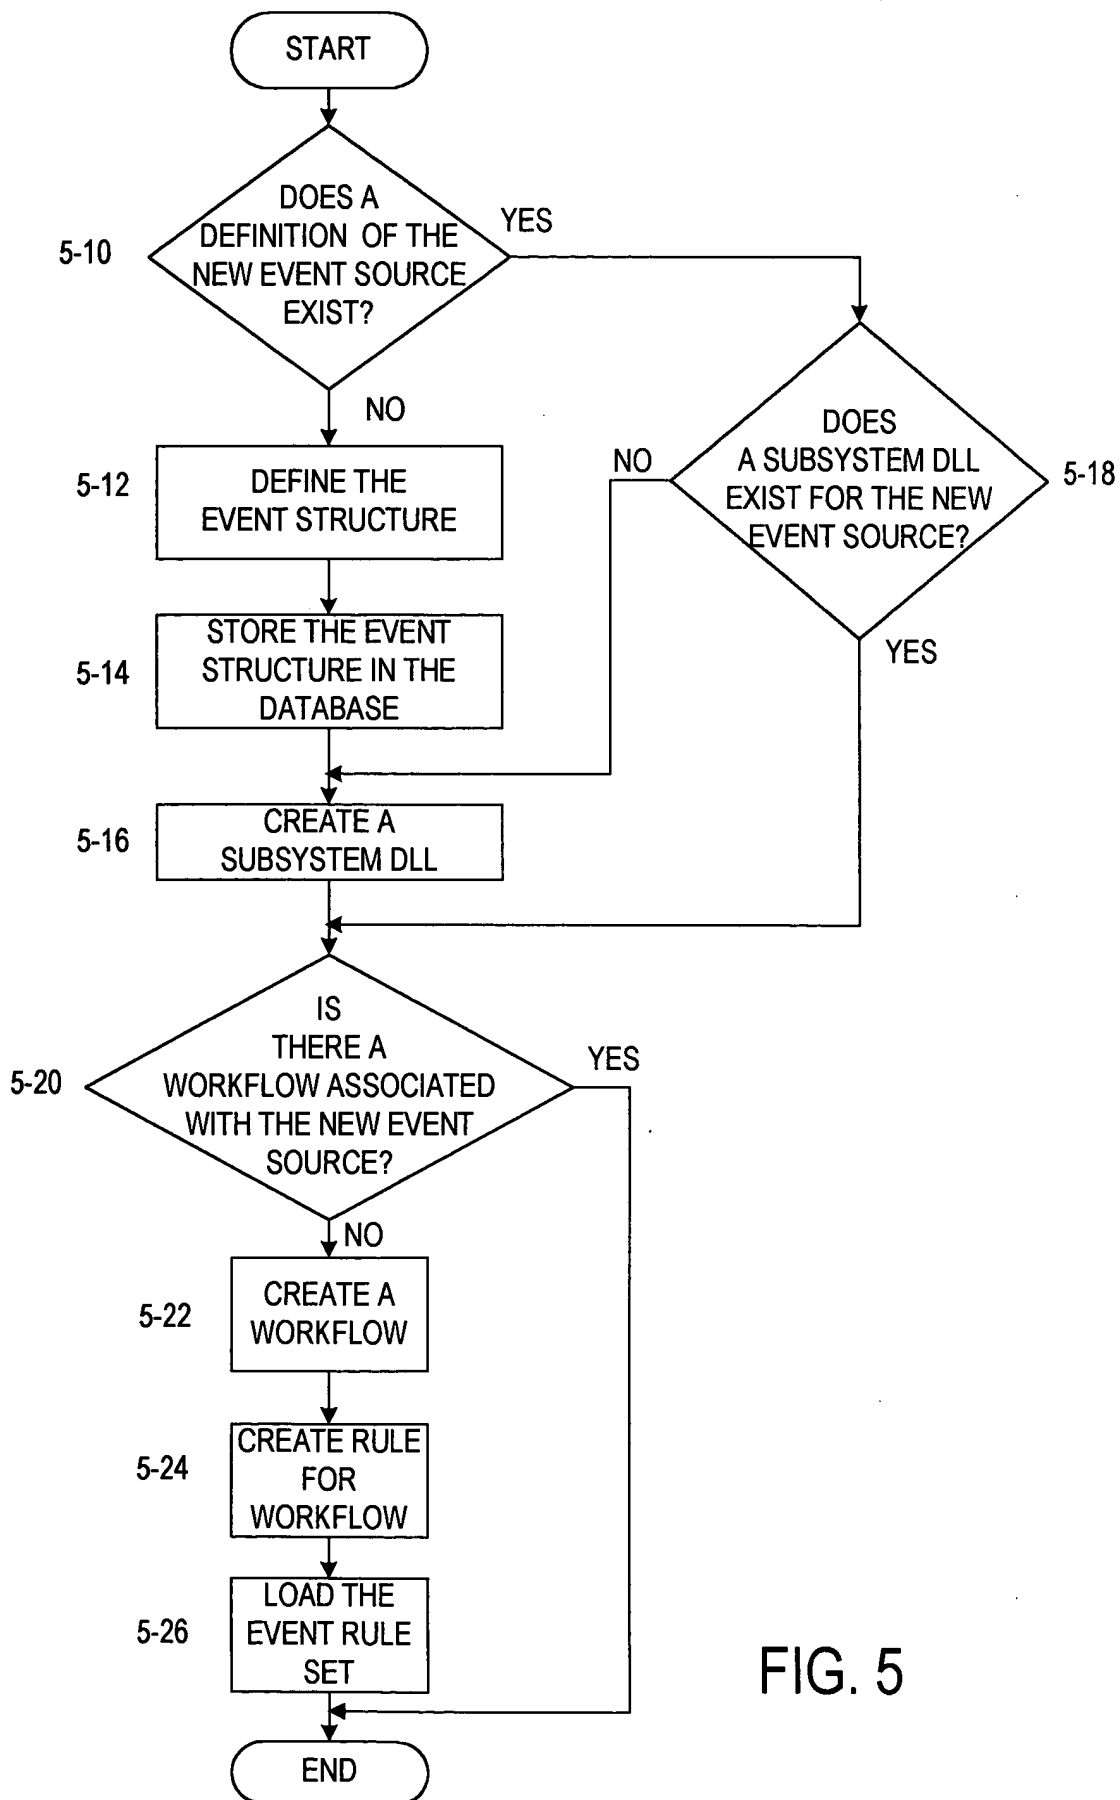 START
DOES A
DEFINITION OF THE
NEW EVENT SOURCE
EXIST?
5-10
YES
NO
DOES
A SUBSYSTEM DLL
EXIST FOR THE NEW
EVENT SOURCE?
5-18
NO
YES
5-12
DEFINE THE
EVENT STRUCTURE
5-14
STORE THE EVENT
STRUCTURE IN THE
DATABASE
5-16
CREATE A
SUBSYSTEM DLL
5-20
IS
THERE A
WORKFLOW ASSOCIATED
WITH THE NEW EVENT
SOURCE?
YES
NO
5-22
CREATE A
WORKFLOW
5-24
CREATE RULE
FOR
WORKFLOW
5-26
LOAD THE
EVENT RULE
SET
END
FIG. 5